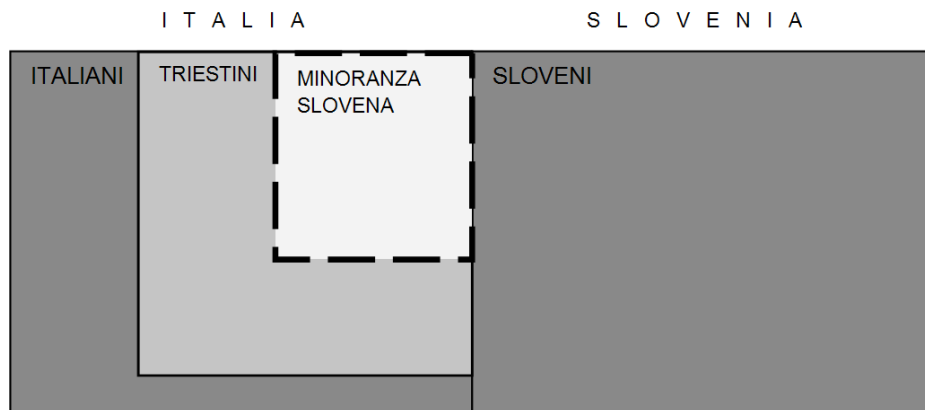 I T A L I A
S L O V E N I A
ITALIANI
TRIESTINI
MINORANZA
SLOVENA
SLOVENI